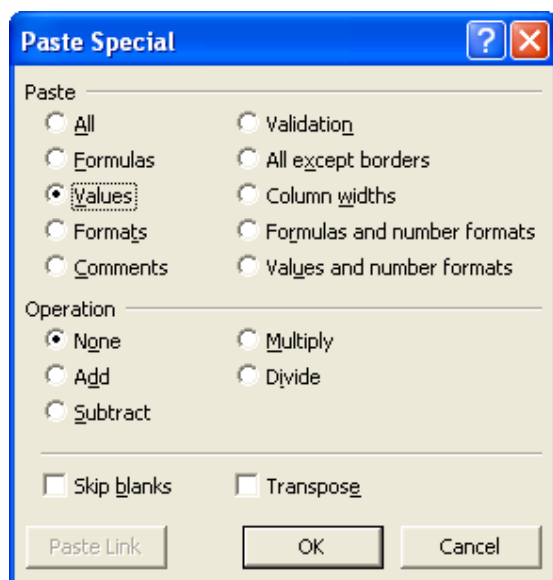 Paste Special
Paste
All
Validation
Formulas
All except borders
Values
Column widths
Formats
Formulas and number formats
Comments
Values and number formats
Operation
None
Multiply
Add
Divide
Subtract
Skip blanks
Transpose
Paste Link
OK
Cancel